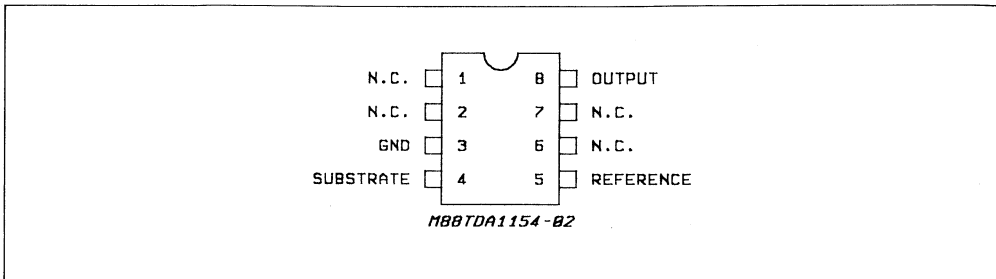 N.C. 1 8 OUTPUT
N.C. 2 7 N.C.
GND 3 6 N.C.
SUBSTRATE 4 5 REFERENCE
M88TDA1154-02